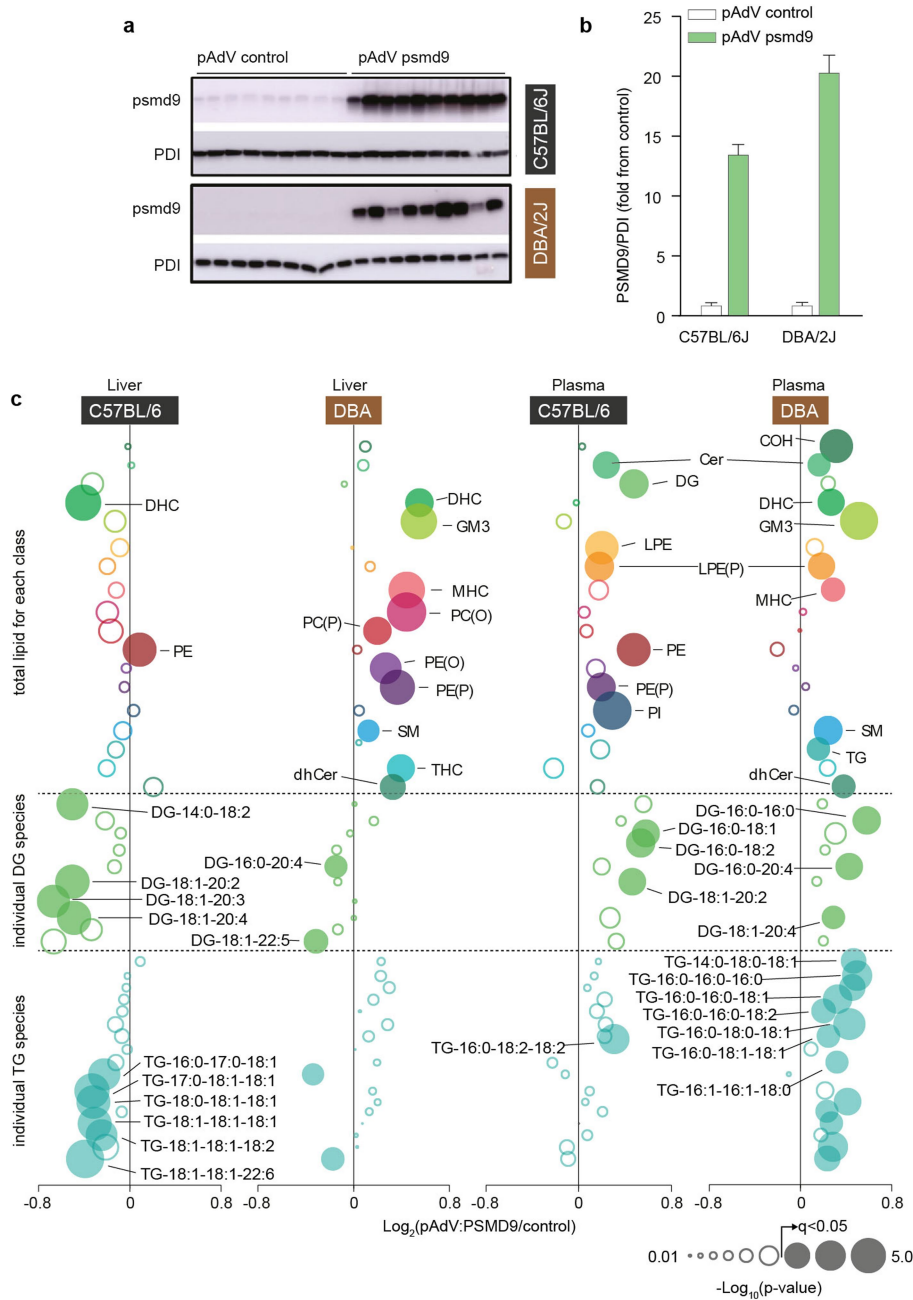 a
pAdV control
pAdV psmd9
psmd9
PDI
C57BL/6J
psmd9
PDI
DBA/2J
b
pAdV control
pAdV psmd9
PSMD9/PDI (fold from control)
25
20
15
10
5
0
C57BL/6J
DBA/2J
c
Liver
C57BL/6
Liver
DBA
Plasma
C57BL/6
Plasma
DBA
total lipid for each class
DHC
PE
DHC
GM3
MHC
PC(O)
PC(P)
PE(O)
PE(P)
SM
THC
dhCer
Cer
DG
LPE
LPE(P)
PE
PE(P)
PI
COH
DHC
GM3
MHC
SM
TG
dhCer
individual DG species
DG-14:0-18:2
DG-18:1-20:2
DG-18:1-20:3
DG-18:1-20:4
DG-16:0-20:4
DG-18:1-22:5
DG-16:0-18:1
DG-16:0-18:2
DG-18:1-20:2
DG-16:0-16:0
DG-16:0-20:4
DG-18:1-20:4
individual TG species
TG-16:0-17:0-18:1
TG-17:0-18:1-18:1
TG-18:0-18:1-18:1
TG-18:1-18:1-18:1
TG-18:1-18:1-18:2
TG-18:1-18:1-22:6
TG-16:0-18:2-18:2
TG-14:0-18:0-18:1
TG-16:0-16:0-16:0
TG-16:0-16:0-18:1
TG-16:0-16:0-18:2
TG-16:0-18:0-18:1
TG-16:0-18:1-18:1
TG-16:1-16:1-18:0
-0.8 0 0.8
-0.8 0 0.8
-0.8 0 0.8
-0.8 0 0.8
Log2(pAdV:PSMD9/control)
q<0.05
0.01 5.0
-Log10(p-value)